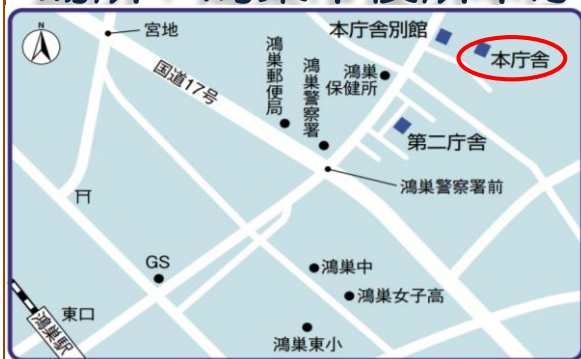 宮地
本庁舎別館
本庁舎
国道17号
鴻巣郵便局
鴻巣警察署
鴻巣
保健所
第二庁舎
鴻巣警察署前
GS
鴻巣中
鴻巣女子高
東口
鴻巣駅
鴻巣東小